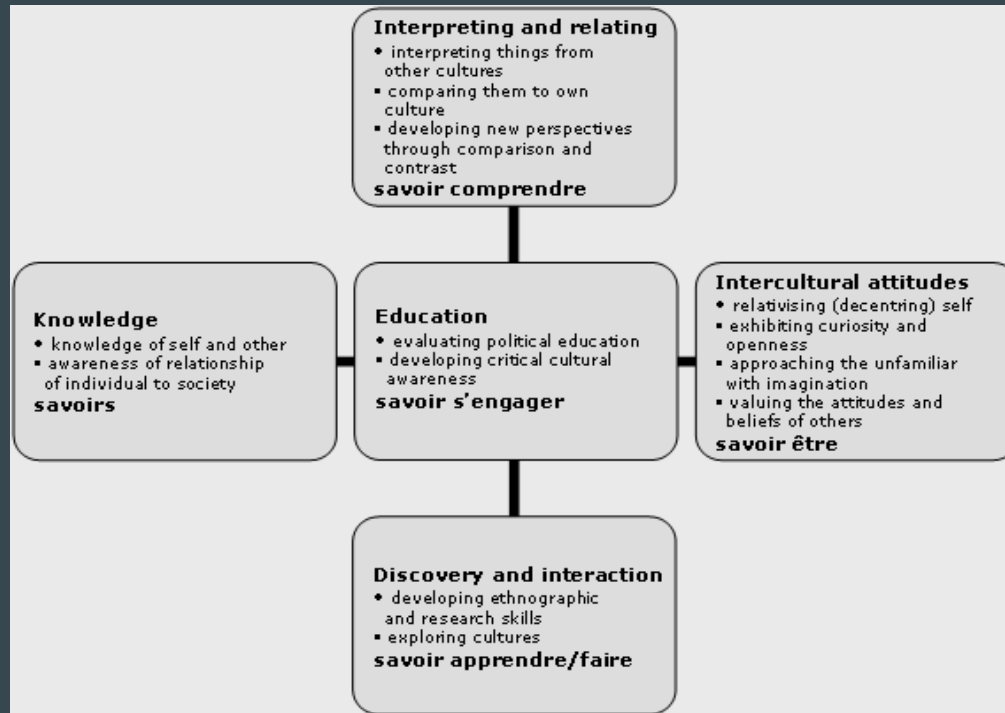 Interpreting and relating
• interpreting things from
other cultures
▪ comparing them to own
culture
▪ developing new perspectives
through comparison and
contrast
savoir comprendre
Knowledge
• knowledge of self and other
▪ awareness of relationship
of individual to society
savoirs
Education
• evaluating political education
▪ developing critical cultural
awareness
savoir s'engager
Intercultural attitudes
• relativising (decentring) self
▪ exhibiting curiosity and
openness
▪ approaching the unfamiliar
with imagination
▪ valuing the attitudes and
beliefs of others
savoir être
Discovery and interaction
• developing ethnographic
and research skills
▪ exploring cultures
savoir apprendre/faire